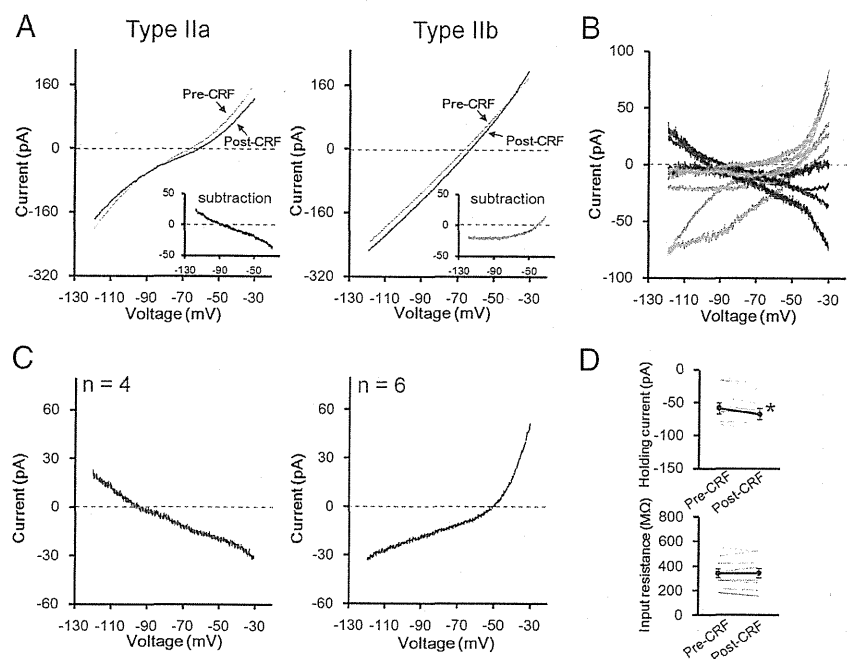 A
Type IIa
Type IIb
B
Current (pA)
160
0
-160
-320
Pre-CRF
Post-CRF
subtraction
50
0
-50
-130
-90
-50
-130
-110
-90
-70
-50
-30
Voltage (mV)
Current (pA)
160
0
-160
-320
Pre-CRF
Post-CRF
subtraction
50
0
-50
-130
-90
-50
-130
-110
-90
-70
-50
-30
Voltage (mV)
Current (pA)
100
50
0
-50
-100
-130
-110
-90
-70
-50
-30
Voltage (mV)
C
n = 4
n = 6
D
Current (pA)
60
30
0
-30
-60
-130
-110
-90
-70
-50
-30
Voltage (mV)
Current (pA)
60
30
0
-30
-60
-130
-110
-90
-70
-50
-30
Voltage (mV)
Holding current (pA)
0
-50
-100
-150
*
Pre-CRF
Post-CRF
Input resistance (MΩ)
800
600
400
200
0
Pre-CRF
Post-CRF